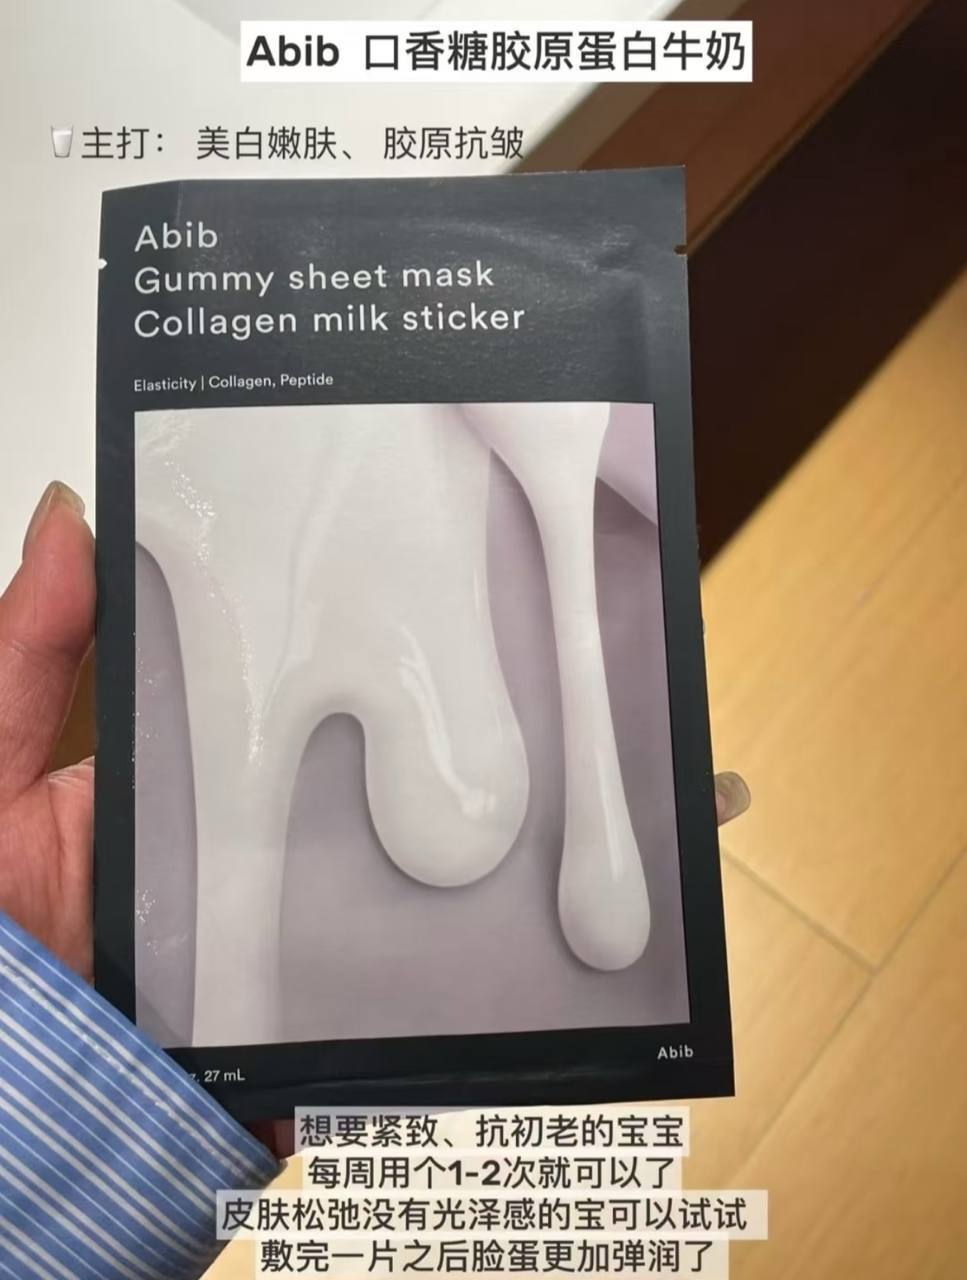 Abib 口香糖胶原蛋白牛奶
🥛主打： 美白嫩肤、 胶原抗皱
Abib
Gummy sheet mask
Collagen milk sticker
Elasticity | Collagen, Peptide
Abib
27 mL
想要紧致、抗初老的宝宝
每周用个1-2次就可以了
皮肤松弛没有光泽感的宝可以试试
敷完一片之后脸蛋更加弹润了